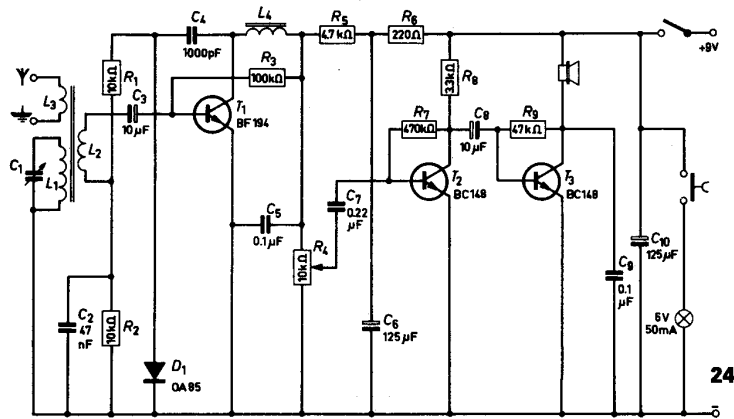 C4
1000pF
L4
R5
4.7kΩ
R6
220Ω
+9V
R1
10kΩ
R3
100kΩ
R8
3.3kΩ
L3
C3
10µF
T1
BF194
R7
470kΩ
C8
10µF
R9
47kΩ
C1
L1
L2
T2
BC148
T3
BC148
C7
0.22
µF
C5
0.1µF
R4
10kΩ
C10
125µF
C9
0.1
µF
C2
47
nF
R2
10kΩ
C6
125µF
6V
50mA
D1
OA85
24